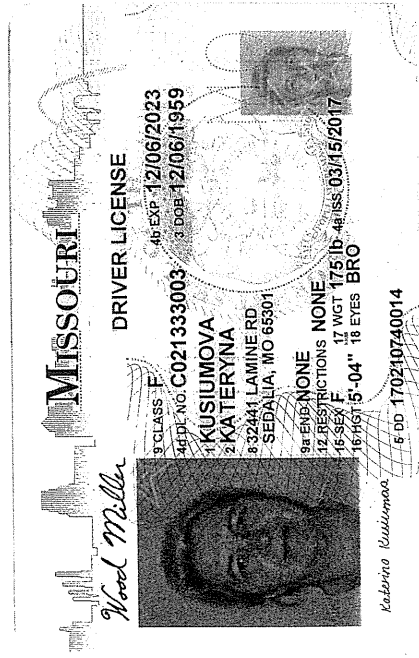 MISSOURI
DRIVER LICENSE
Wood Miller
9 CLASS F
4d DL NO. C021333003 4b EXP 12/06/2023
3 DOB 12/06/1959
1 KUSIUMOVA
2 KATERYNA
8 32441 LAMINE RD
SEDALIA, MO 65301
9a END NONE
12 RESTRICTIONS NONE
15 SEX F 17 WGT 175 lb 4a ISS 03/15/2017
16 HGT 5'-04" 18 EYES BRO
Kateryna Kusiumova
5 DD 170210740014